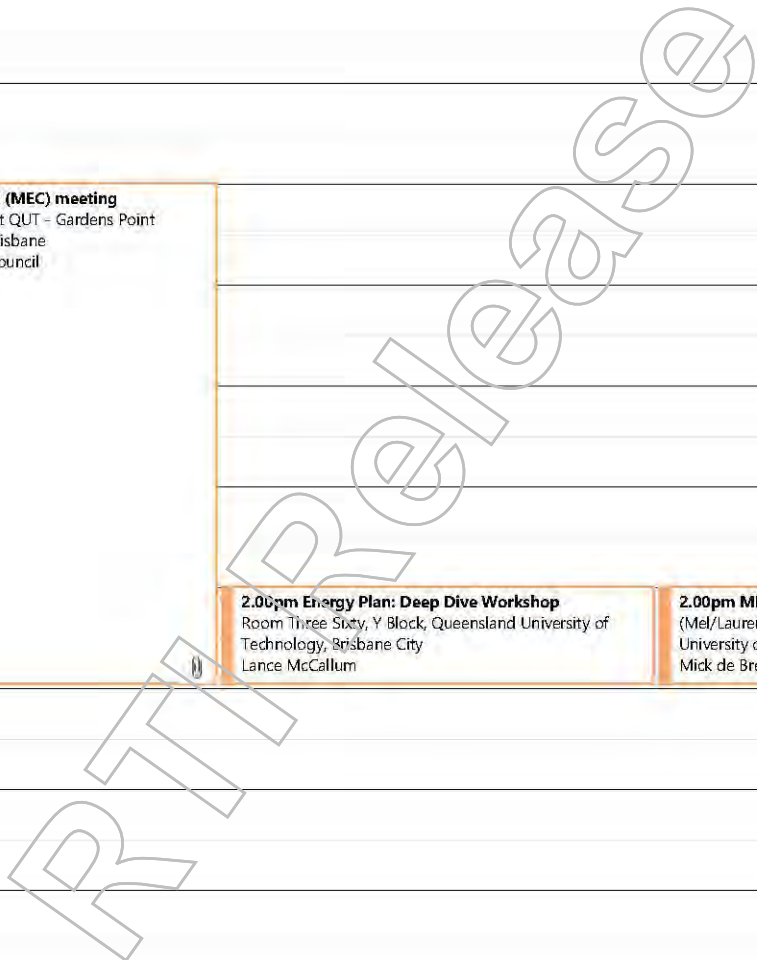 (MEC) meeting
t QUT - Gardens Point
isbane
ouncil
2.00pm Energy Plan: Deep Dive Workshop
Room Three Sixty, Y Block, Queensland University of
Technology, Brisbane City
Lance McCallum
2.00pm M
(Mel/Laure
University
Mick de Bre
RTI Release